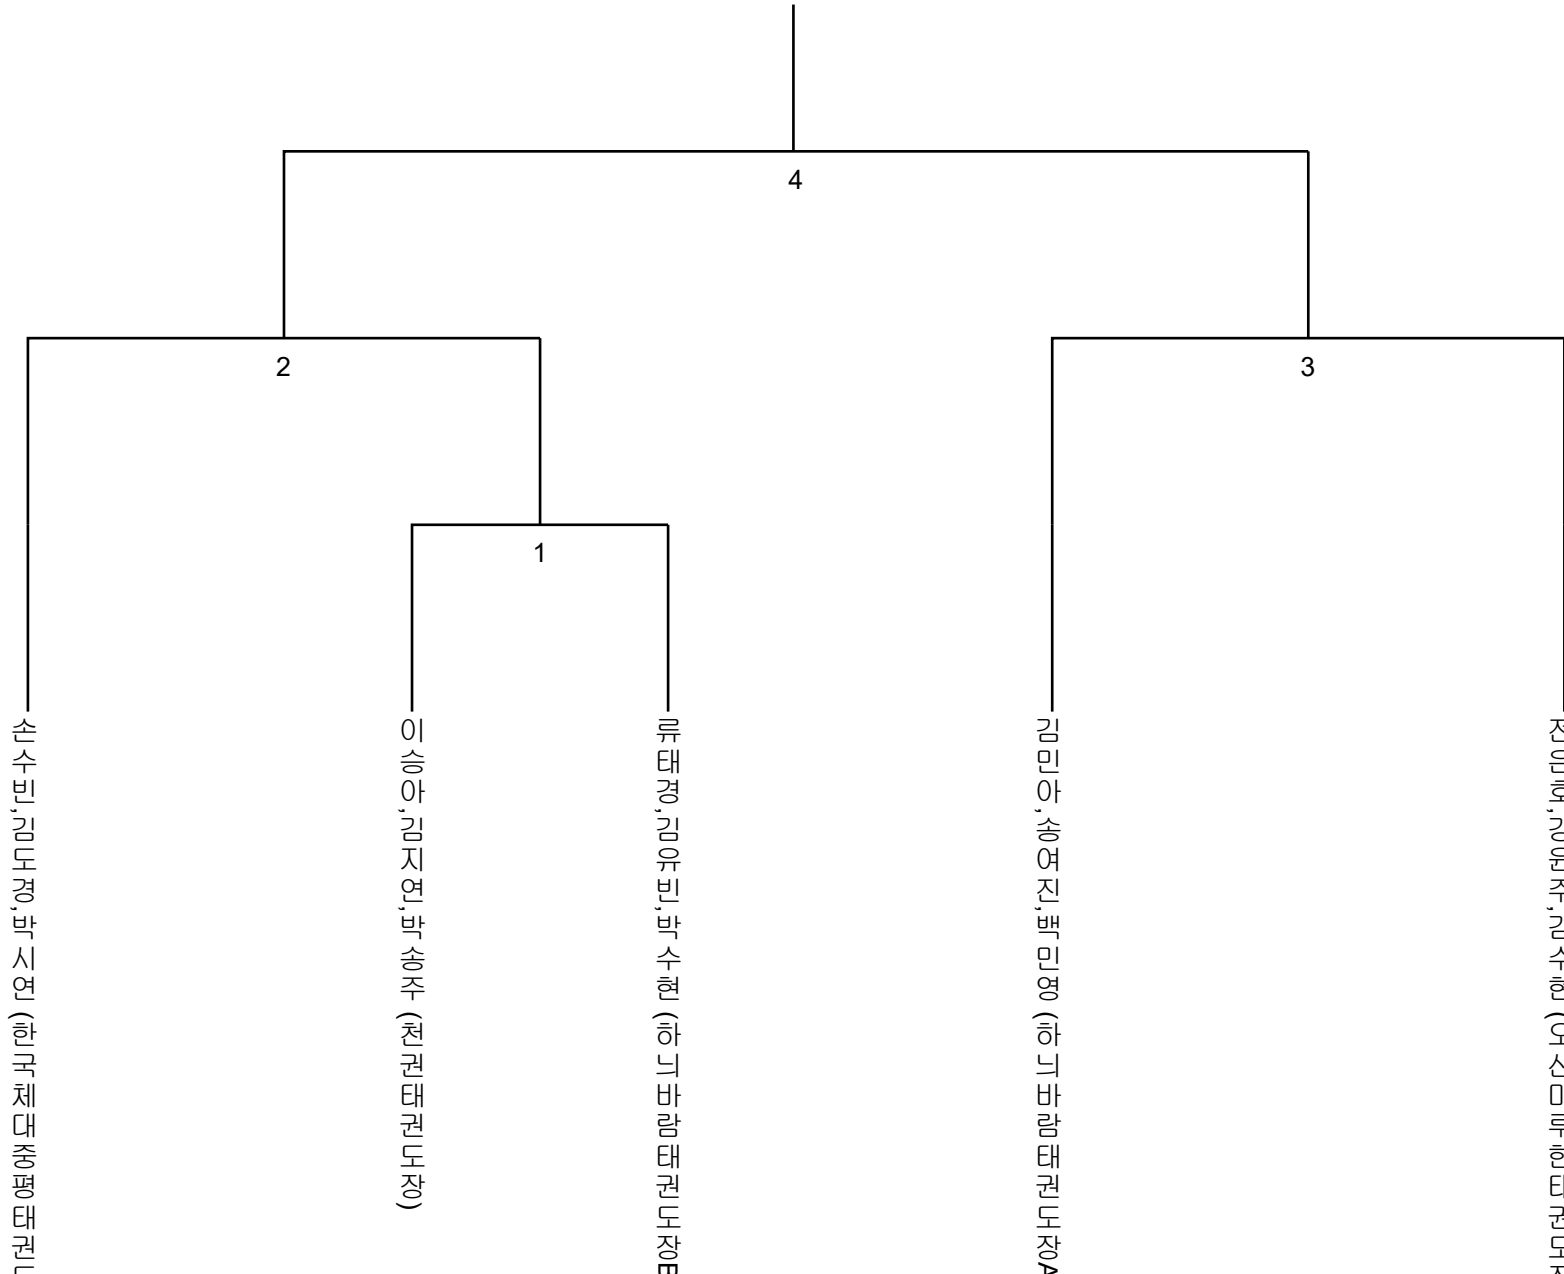 4
2
3
1
손수빈,김도경,박시연 (한국체대중평태권
이승아,김지연,박송주 (천권태권도장)
류태경,김유빈,박수현 (하늬바람태권도장B
김민아,송여진,백민영 (하늬바람태권도장A